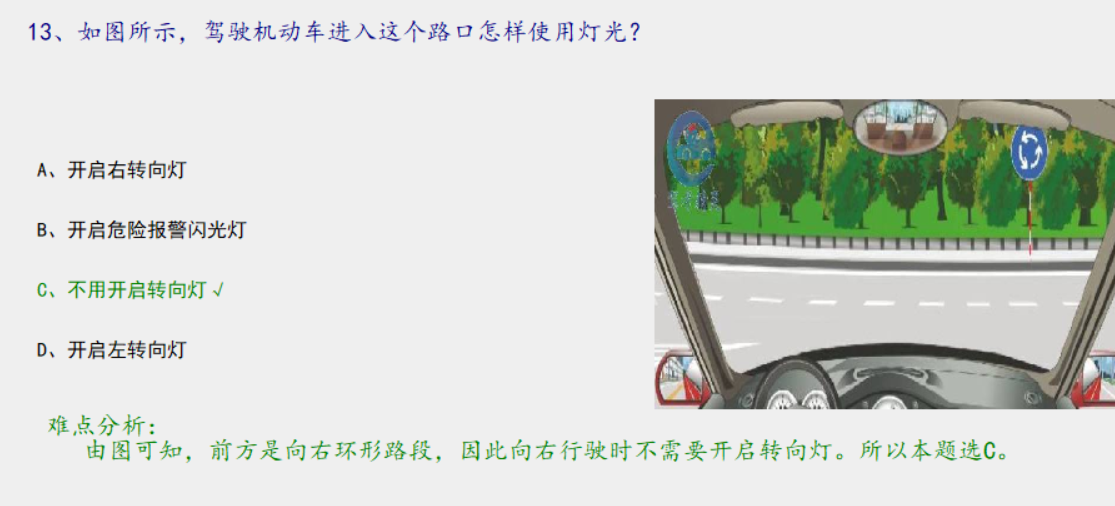 13、如图所示，驾驶机动车进入这个路口怎样使用灯光？
A、开启右转向灯
B、开启危险报警闪光灯
C、不用开启转向灯√
D、开启左转向灯
难点分析：
由图可知，前方是向右环形路段，因此向右行驶时不需要开启转向灯。所以本题选C。